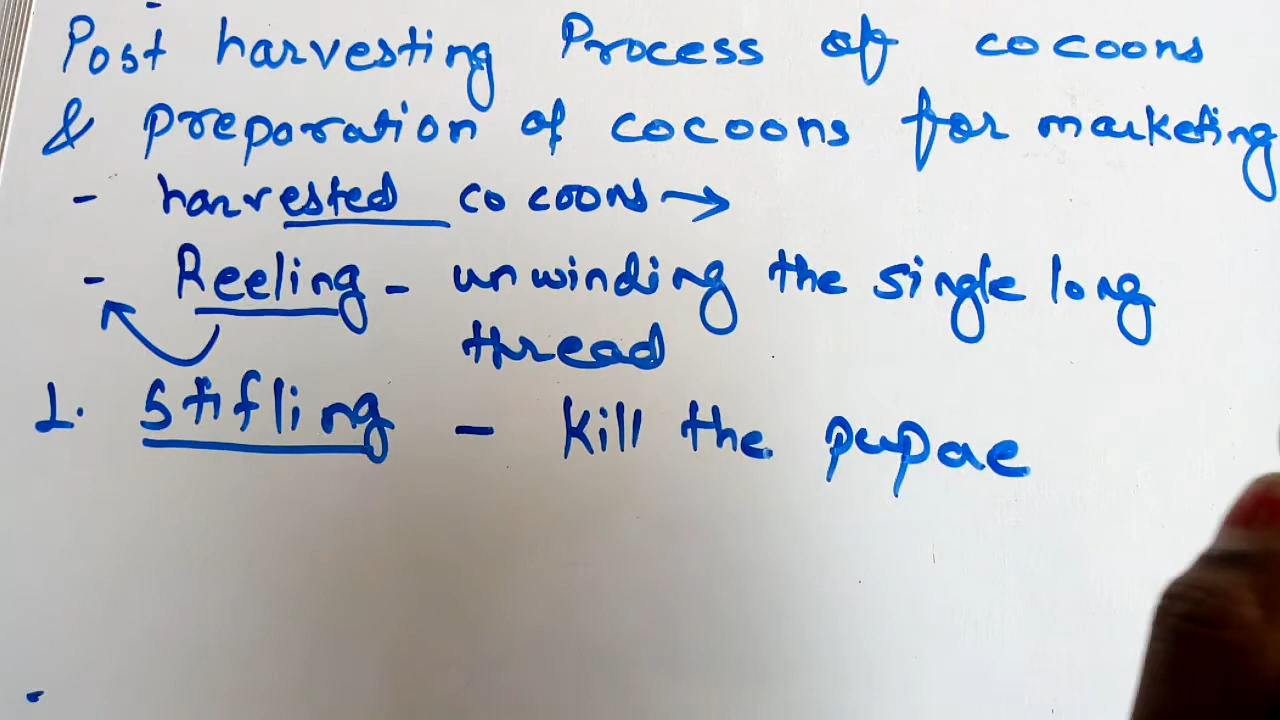 Post harvesting Process of cocoons
& preparation of cocoons for marketing
- harvested cocoons →
- Reeling - unwinding the single long
thread
1. Stifling - Kill the pupae